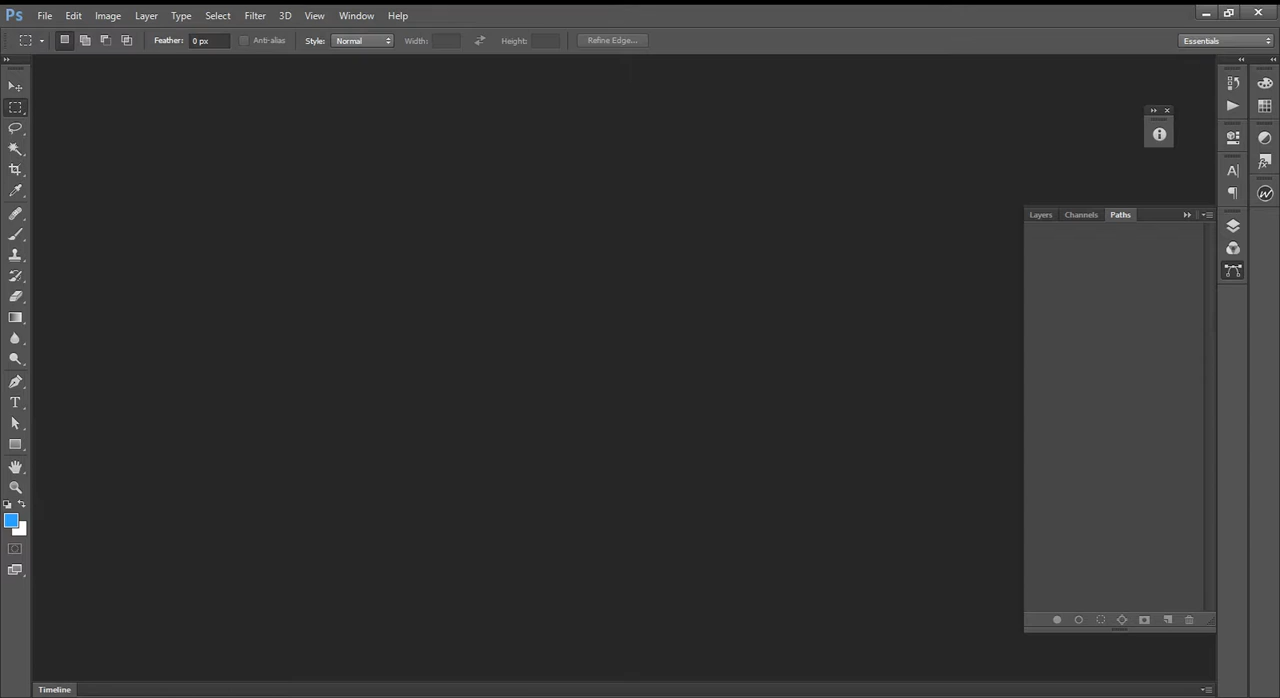 Ps File Edit Image Layer Type Select Filter 3D View Window Help
Feather: 0 px Anti-alias Style: Normal Width: Height: Refine Edge... Essentials
Layers Channels Paths
Timeline